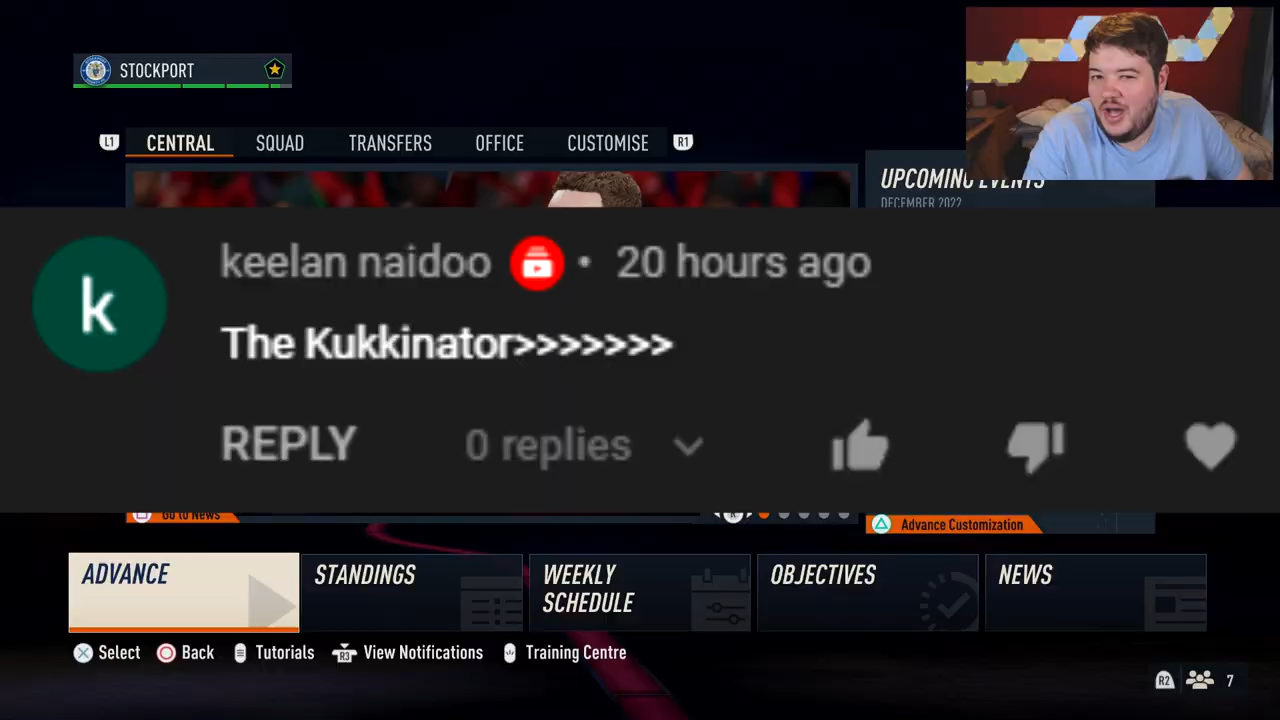 STOCKPORT
L1 CENTRAL SQUAD TRANSFERS OFFICE CUSTOMISE R1
UPCOMING EVENTS
DECEMBER 2022
keelan naidoo • 20 hours ago
k
The Kukkinator>>>>>>>
REPLY 0 replies
Go to News
R
Advance Customization
ADVANCE
STANDINGS
WEEKLY
SCHEDULE
OBJECTIVES
NEWS
Select Back Tutorials R3 View Notifications Training Centre
R2 7